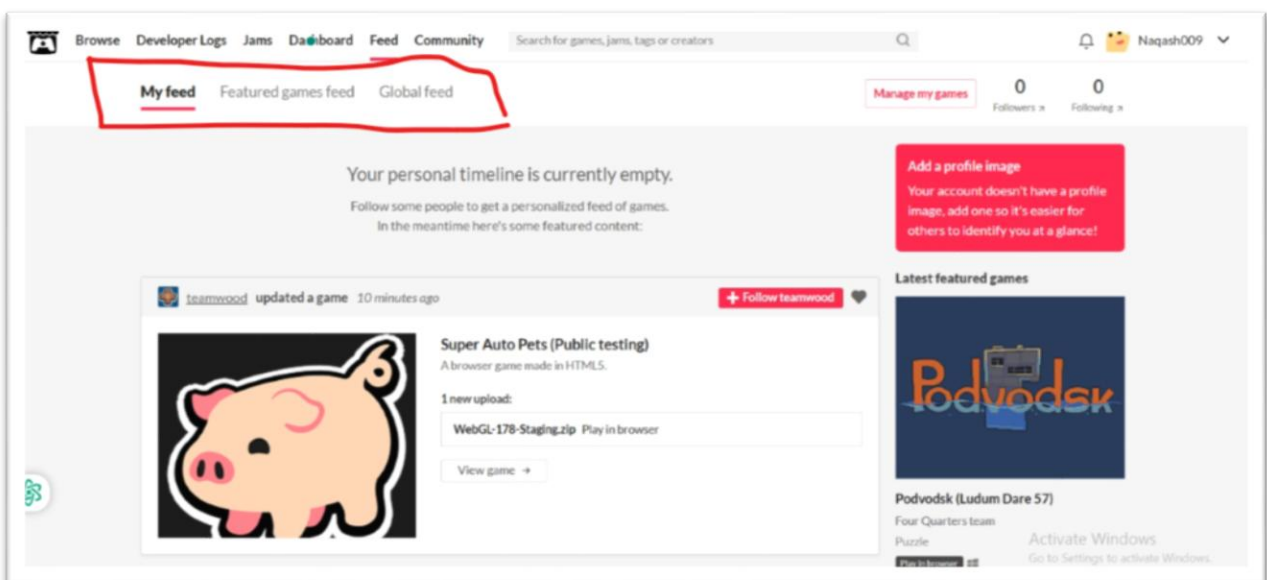 Browse Developer Logs Jams Dashboard Feed Community Search for games, jams, tags or creators Naqash009
My feed Featured games feed Global feed Manage my games 0 Followers 0 Following
Your personal timeline is currently empty.
Follow some people to get a personalized feed of games.
In the meantime here's some featured content:
Add a profile image
Your account doesn't have a profile
image, add one so it's easier for
others to identify you at a glance!
teamwood updated a game 10 minutes ago + Follow teamwood
Super Auto Pets (Public testing)
A browser game made in HTML5.
1 new upload:
WebGL-178-Staging.zip Play in browser
View game →
Latest featured games
Podvodsk
Podvodsk (Ludum Dare 57)
Four Quarters team
Puzzle
Play in browser
Activate Windows
Go to Settings to activate Windows.